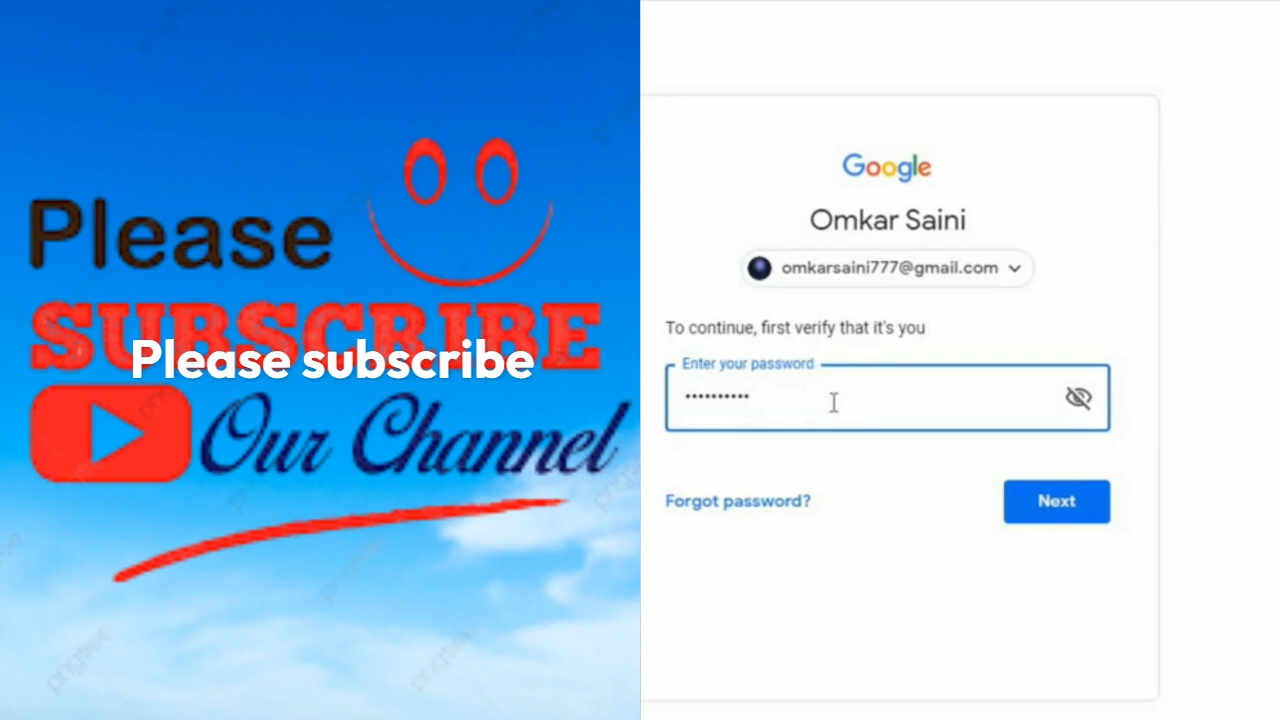 Please
SUBSCRIBE
Please subscribe
Our Channel
Google
Omkar Saini
omkarsaini777@gmail.com
To continue, first verify that it's you
Enter your password
••••••••••
Forgot password?
Next